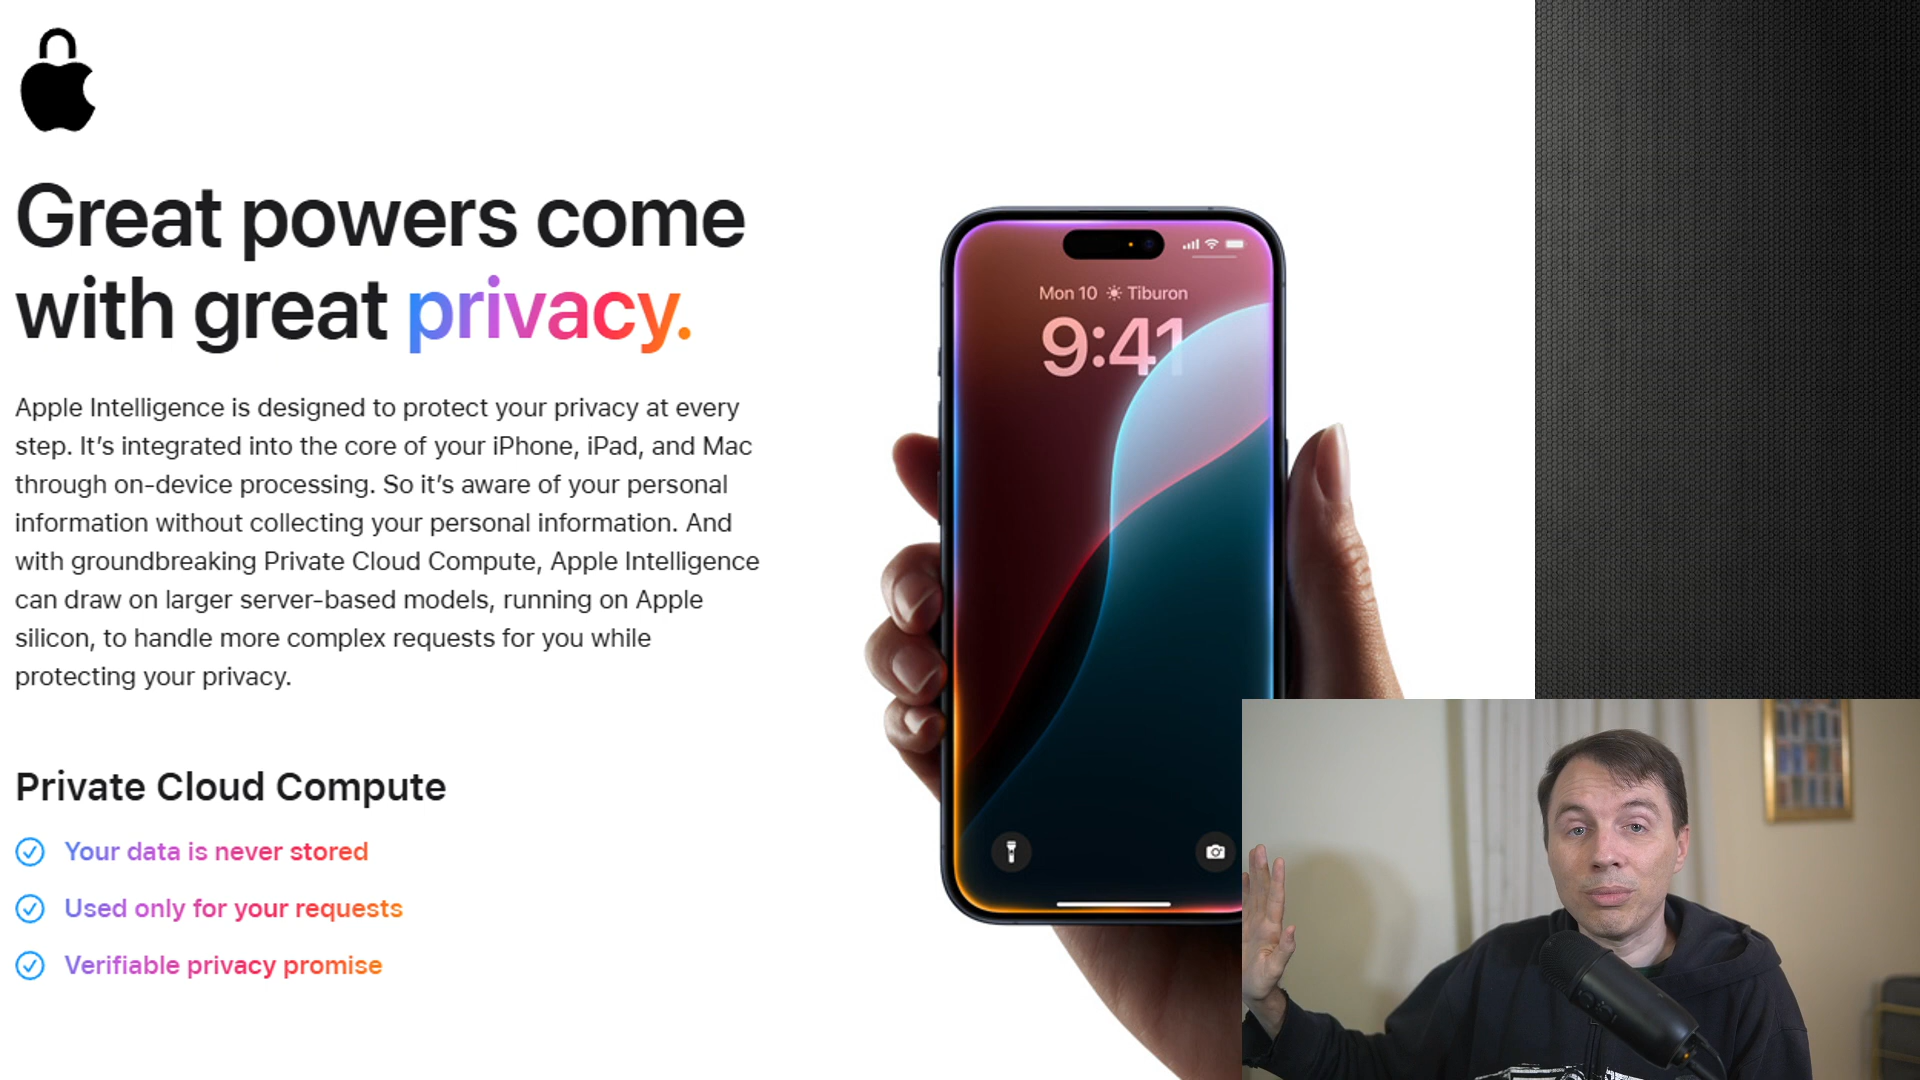 Great powers come
with great privacy.
Apple Intelligence is designed to protect your privacy at every
step. It’s integrated into the core of your iPhone, iPad, and Mac
through on-device processing. So it’s aware of your personal
information without collecting your personal information. And
with groundbreaking Private Cloud Compute, Apple Intelligence
can draw on larger server-based models, running on Apple
silicon, to handle more complex requests for you while
protecting your privacy.
Private Cloud Compute
Your data is never stored
Used only for your requests
Verifiable privacy promise
Mon 10 Tiburon
9:41